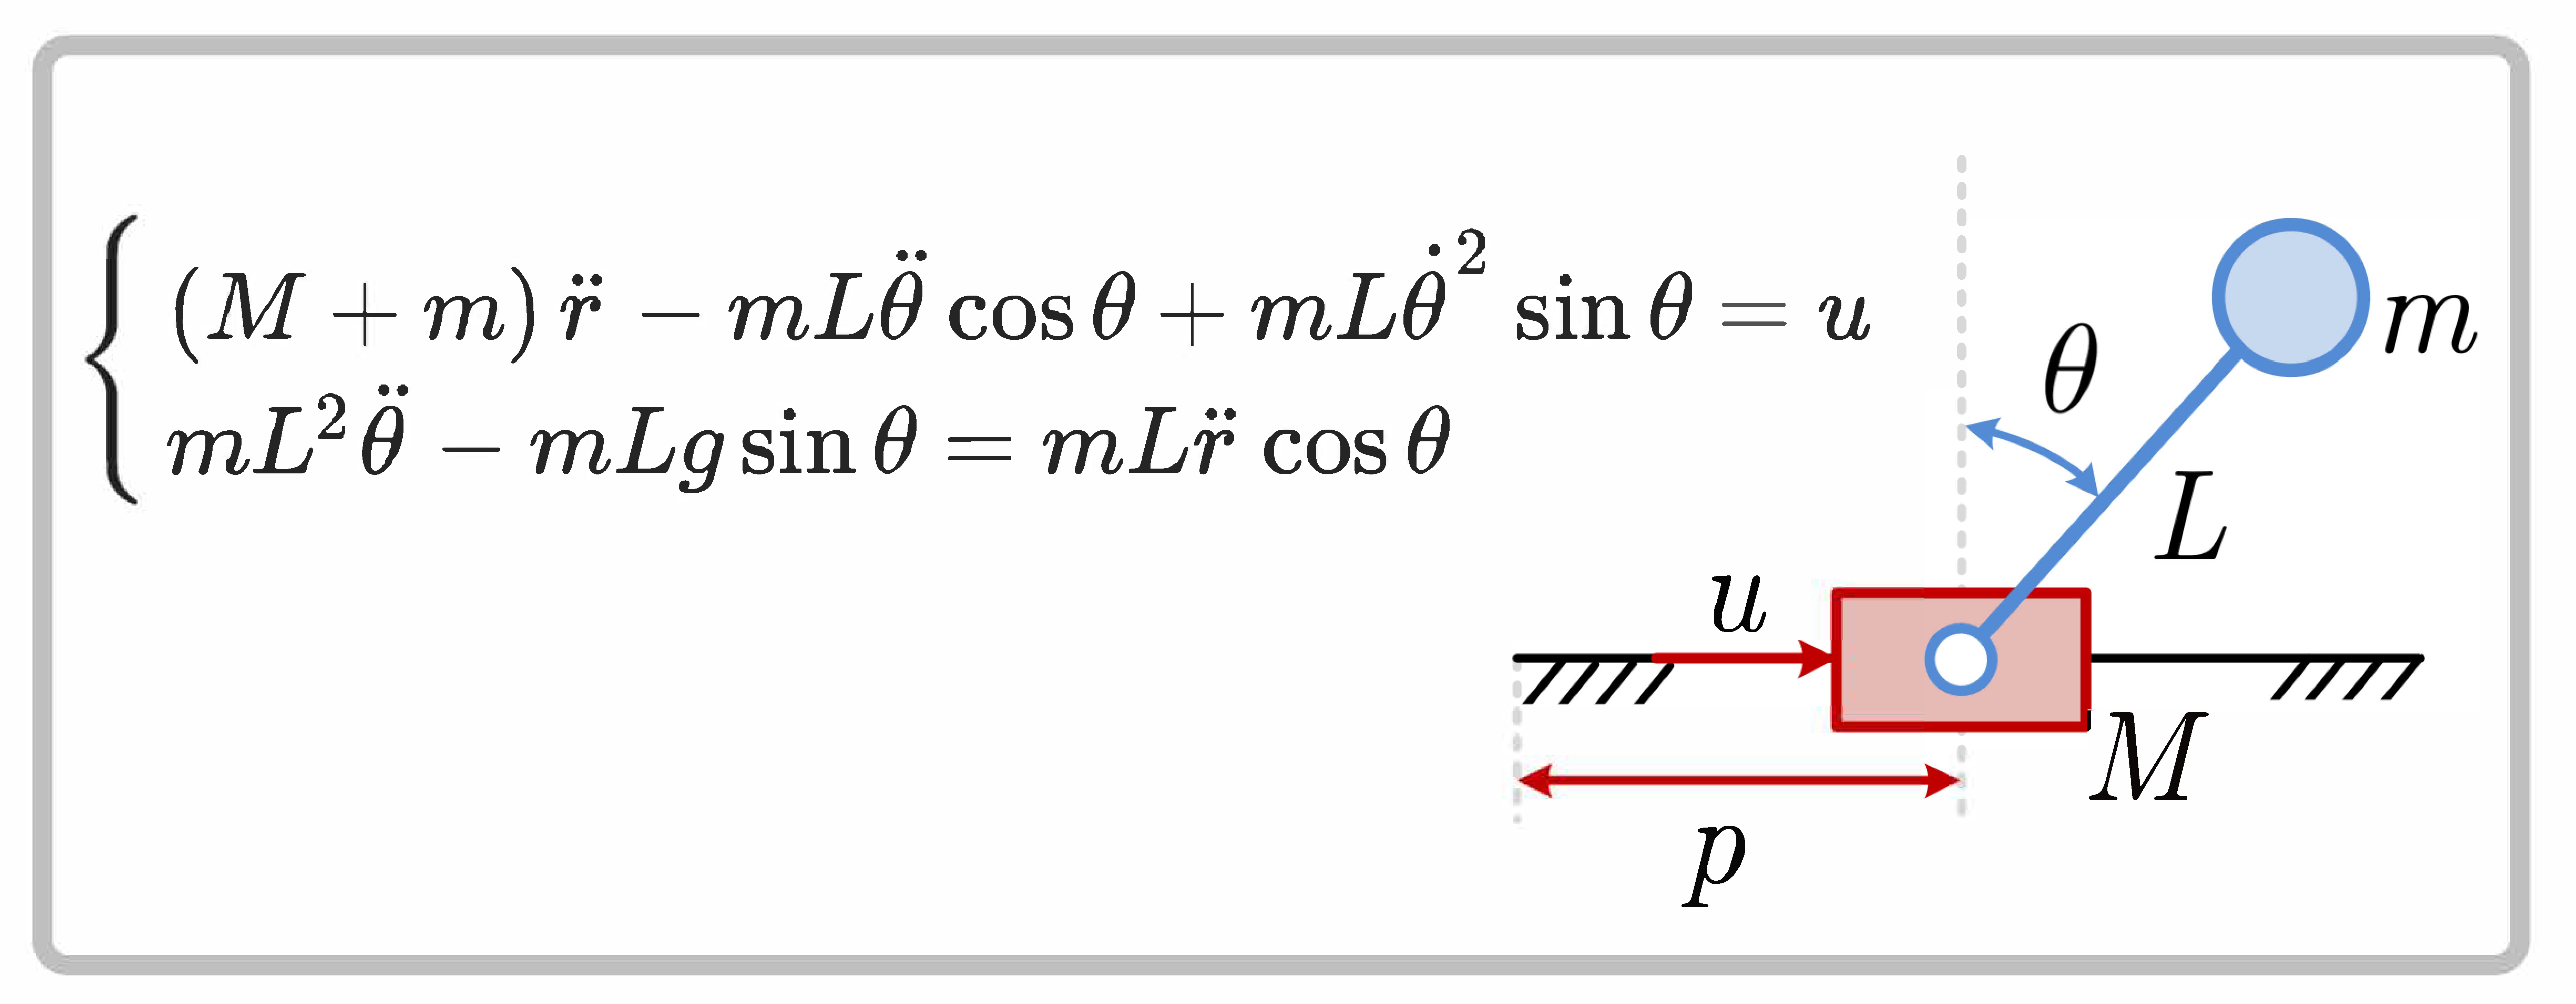 (M + m) r̈ − mLθ̈ cos θ + mLθ̇² sin θ = u
mL²θ̈ − mLg sin θ = mLr̈ cos θ
m
θ
L
u
M
p